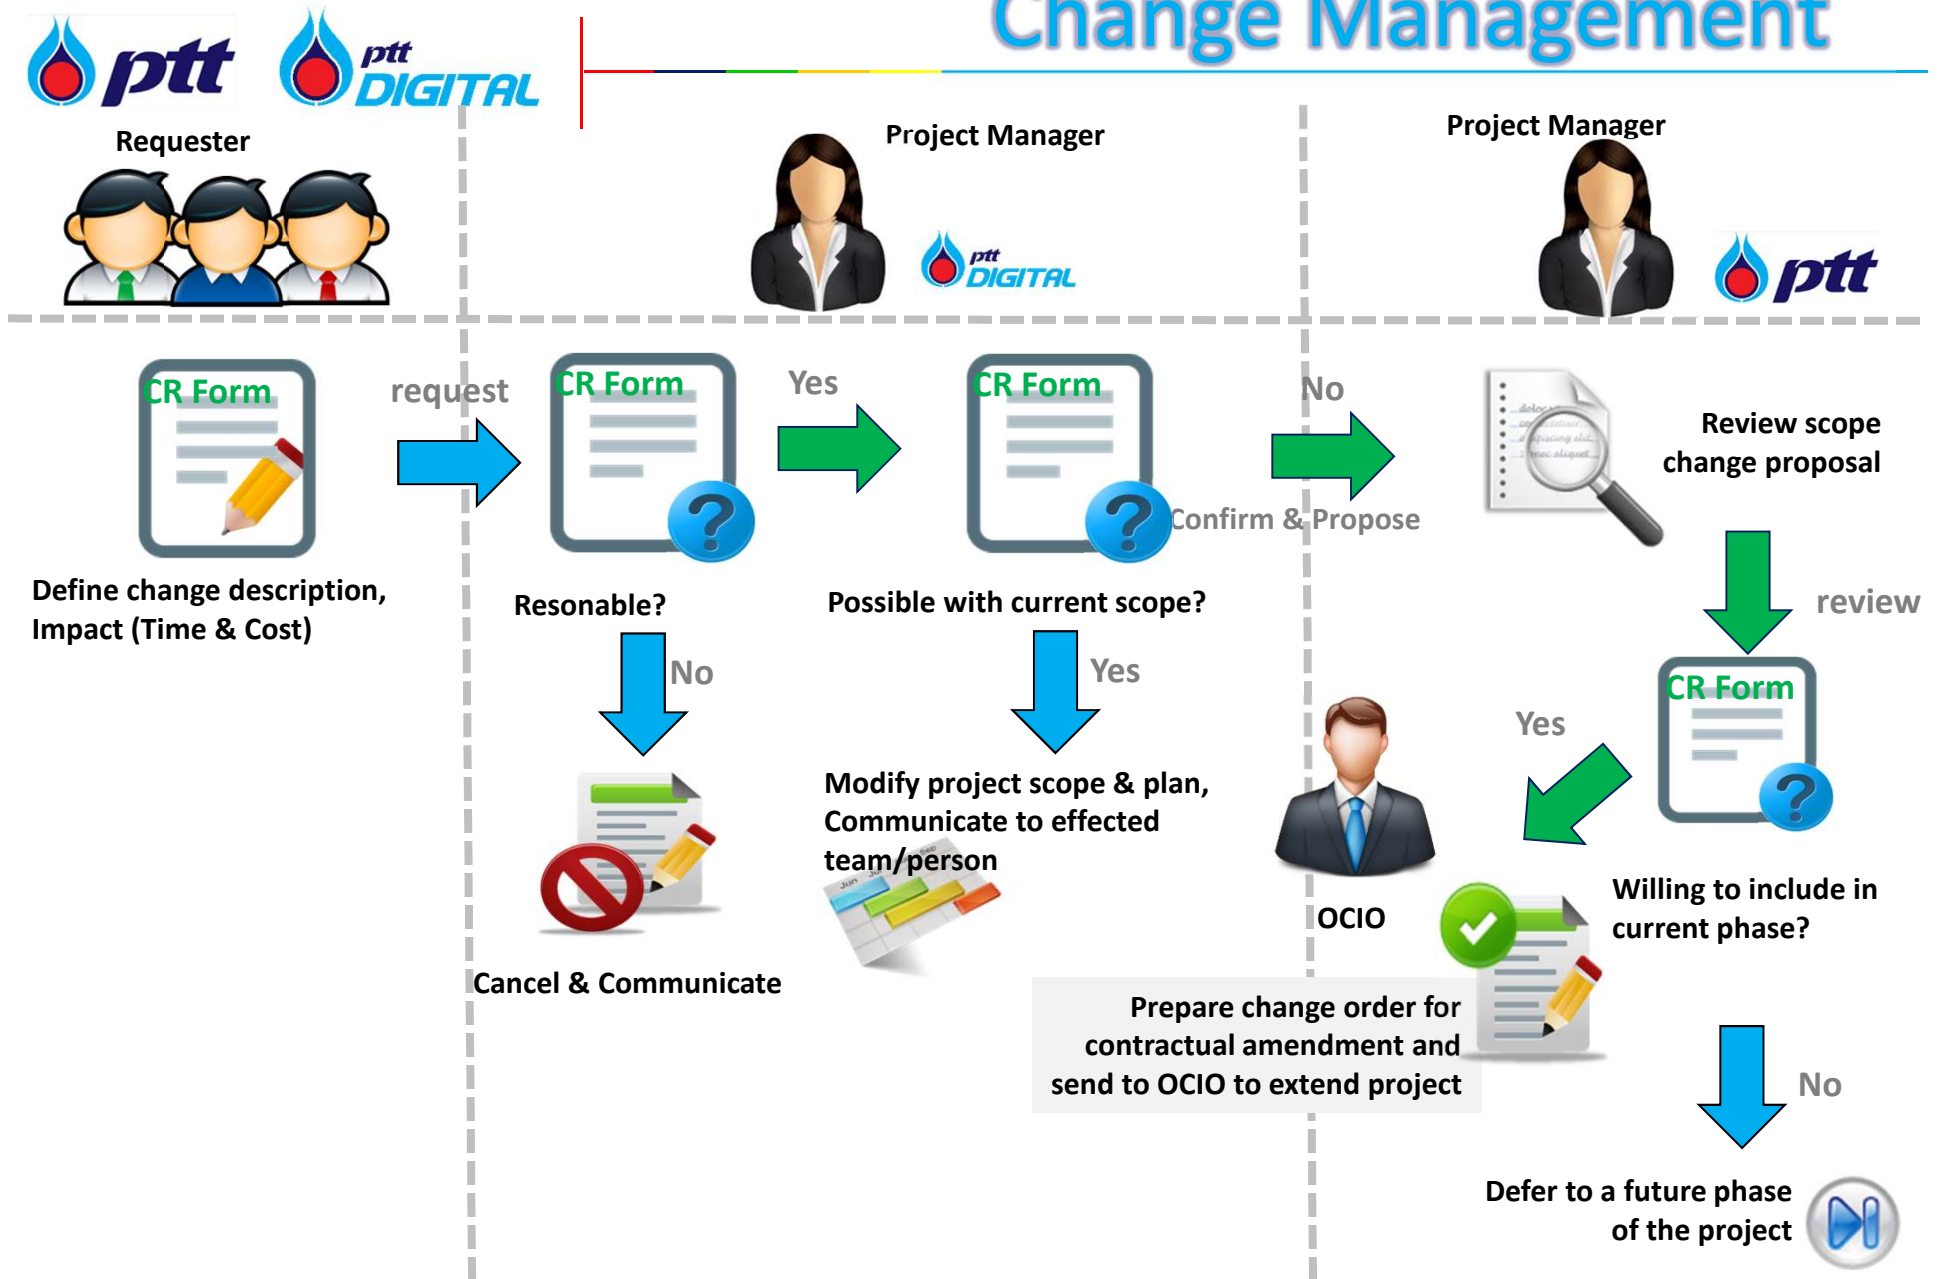 Change Management
ptt
ptt
DIGITAL
Requester
Project Manager
Project Manager
ptt
DIGITAL
ptt
CR Form
request
CR Form
Yes
CR Form
No
Confirm & Propose
Review scope
change proposal
Define change description,
Impact (Time & Cost)
Resonable?
Possible with current scope?
review
No
Yes
CR Form
Yes
Modify project scope & plan,
Communicate to effected
team/person
Jun
Sep
OCIO
Willing to include in
current phase?
Cancel & Communicate
Prepare change order for
contractual amendment and
send to OCIO to extend project
No
Defer to a future phase
of the project